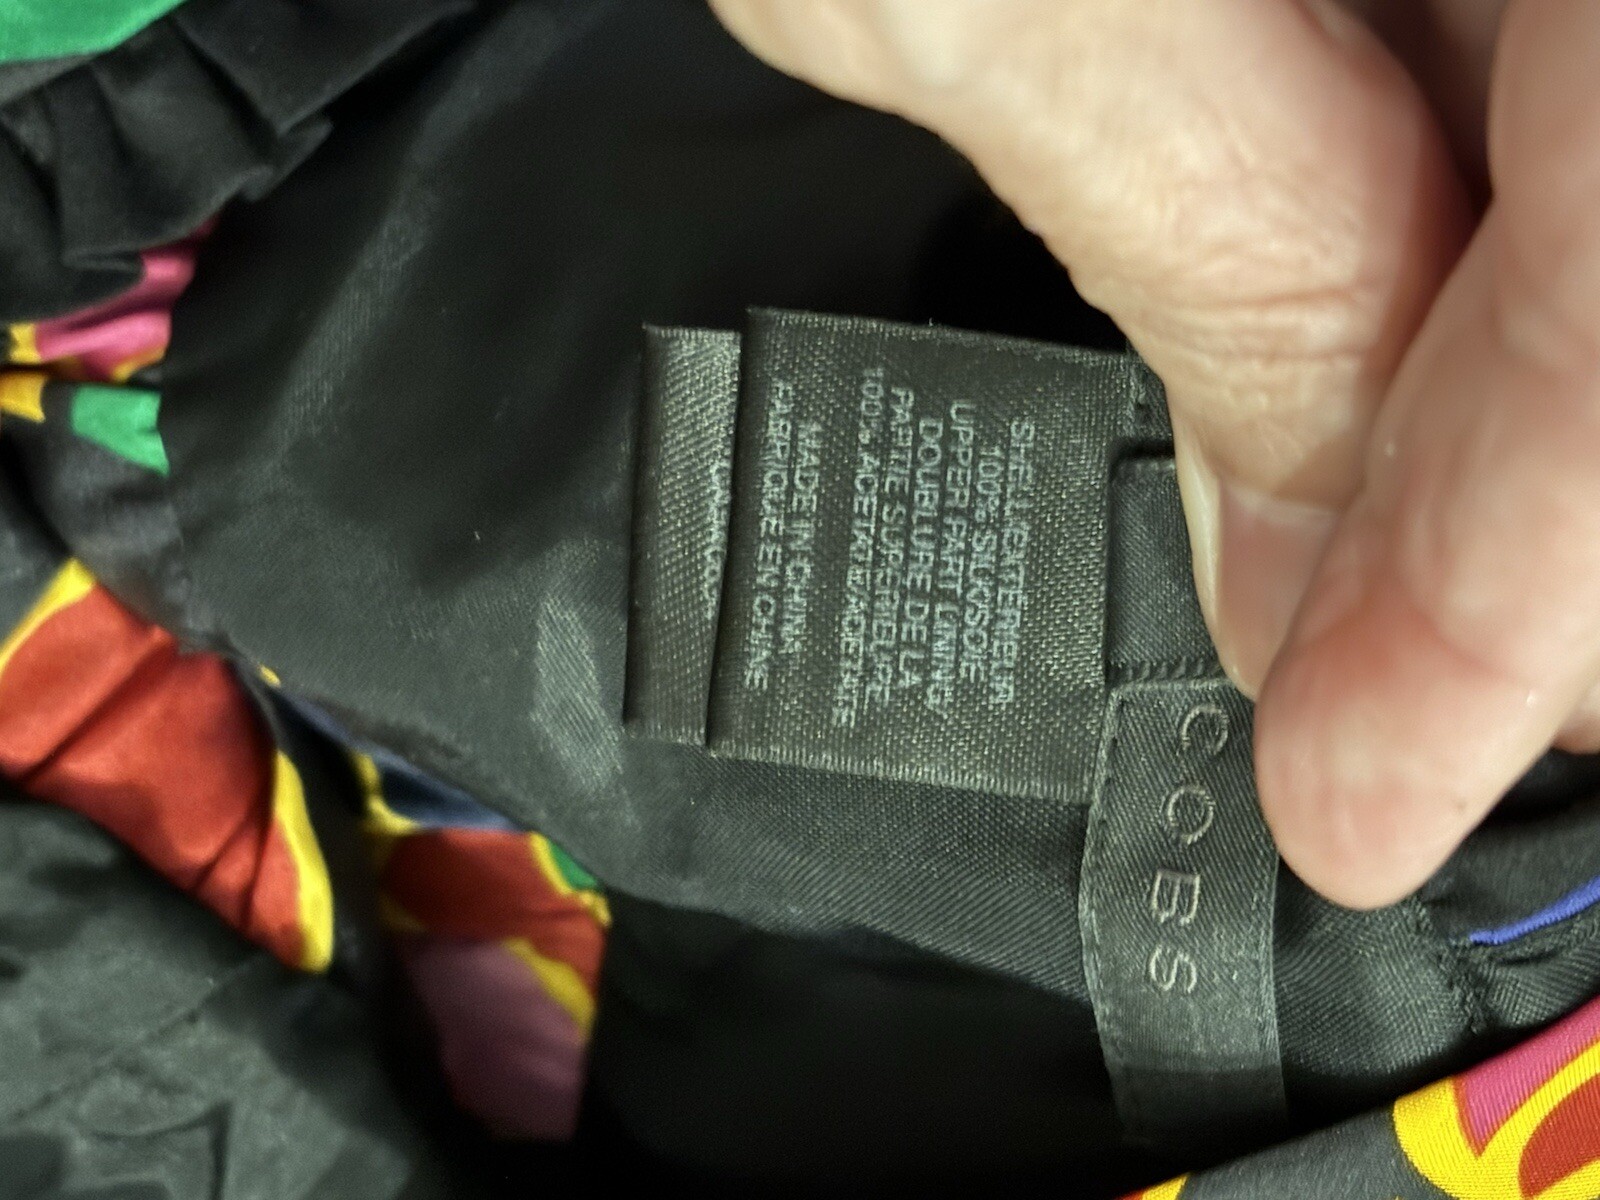 SHELL/EXTERIEUR
100% SILK/SOIE
UPPER PART LINING/
DOUBLURE DE LA
PARTIE SUPERIEURE
100% ACETATE/ACETATE
MADE IN CHINA
FABRIQUE EN CHINE
COBS